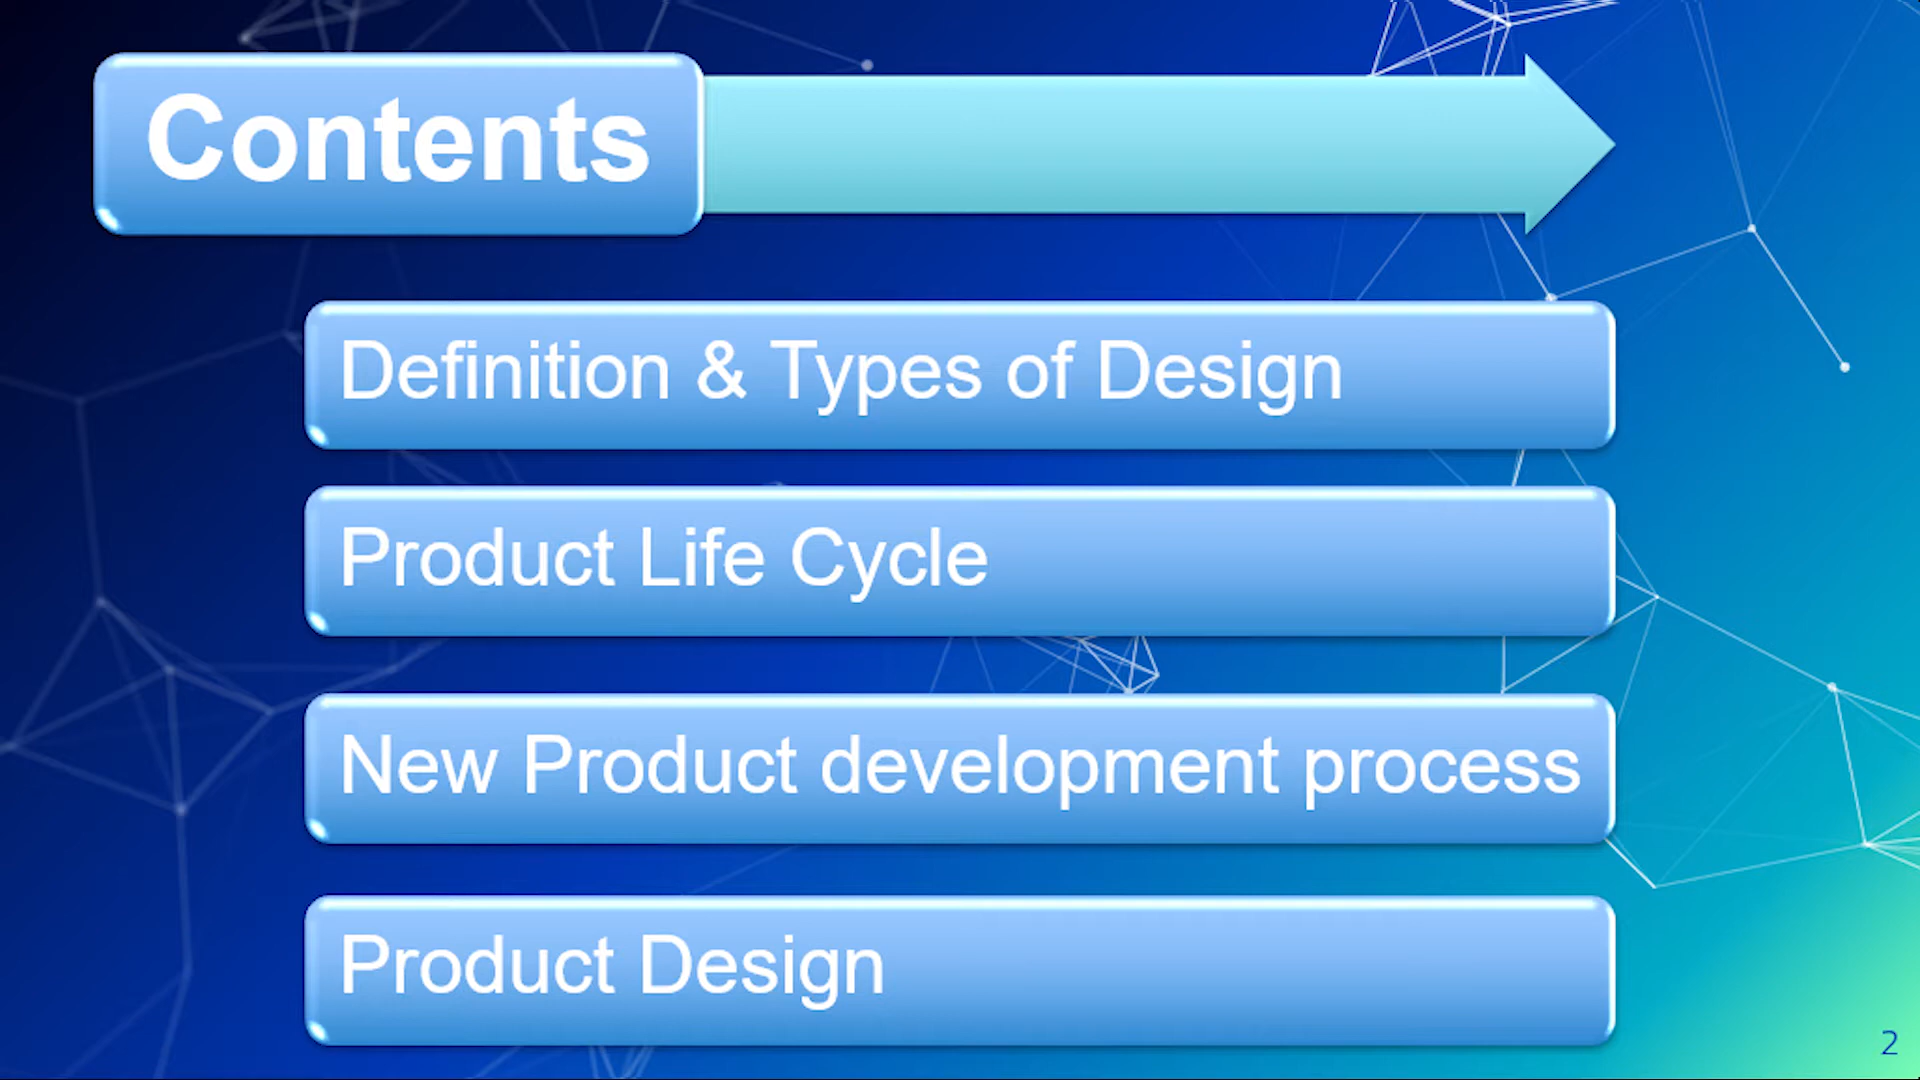 Contents
Definition & Types of Design
Product Life Cycle
New Product development process
Product Design
2